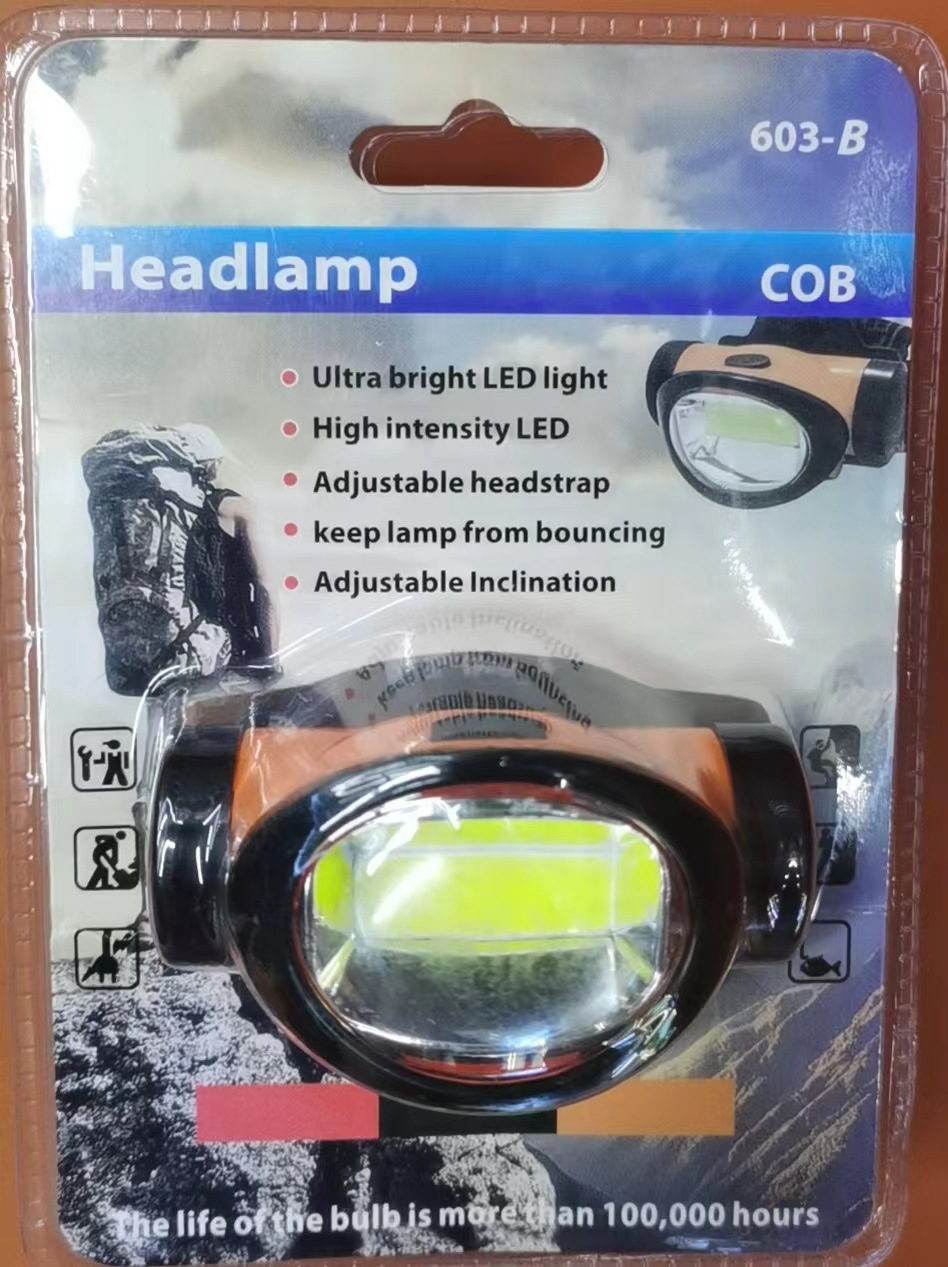 603-B
Headlamp
COB
Ultra bright LED light
High intensity LED
Adjustable headstrap
keep lamp from bouncing
Adjustable Inclination
The life of the bulb is more than 100,000 hours